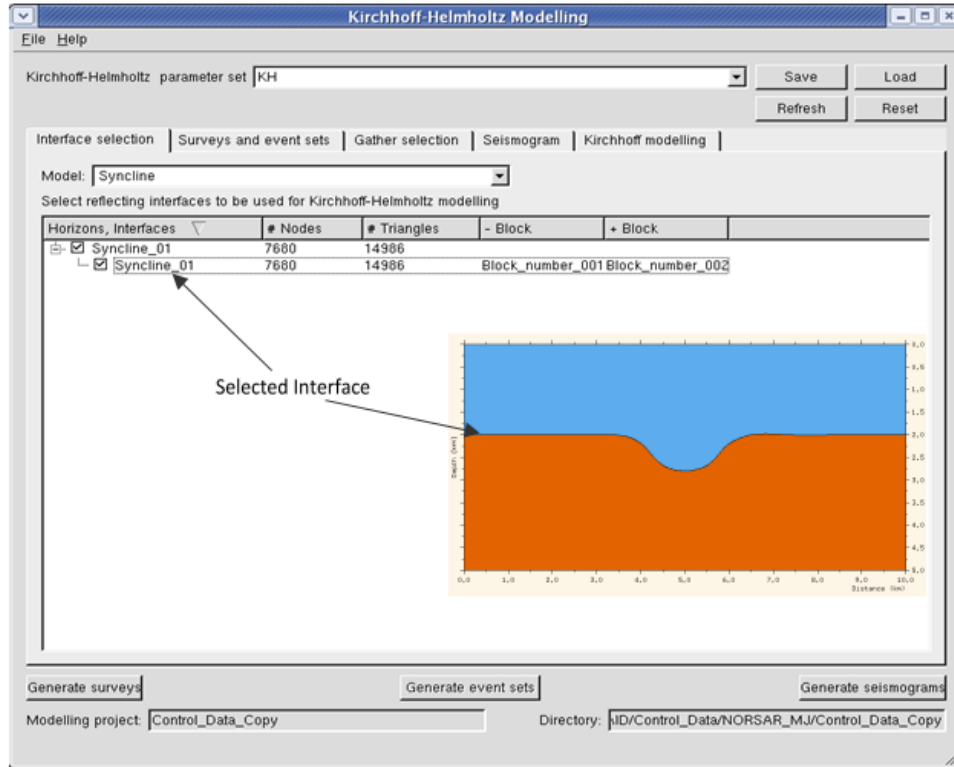 Kirchhoff-Helmholtz Modelling
File Help
Kirchhoff-Helmholtz parameter set KH Save Load
Refresh Reset
Interface selection Surveys and event sets Gather selection Seismogram Kirchhoff modelling
Model: Syncline
Select reflecting interfaces to be used for Kirchhoff-Helmholtz modelling
Horizons, Interfaces # Nodes # Triangles - Block + Block
Syncline_01 7680 14986
Syncline_01 7680 14986 Block_number_001 Block_number_002
Selected Interface
0.0
0.5
1.0
1.5
2.0
2.5
3.0
3.5
4.0
4.5
5.0
Depth (km)
0.0 1.0 2.0 3.0 4.0 5.0 6.0 7.0 8.0 9.0 10.0
Distance (km)
Generate surveys Generate event sets Generate seismograms
Modelling project: Control_Data_Copy Directory: \ID/Control_Data/NORSAR_MJ/Control_Data_Copy